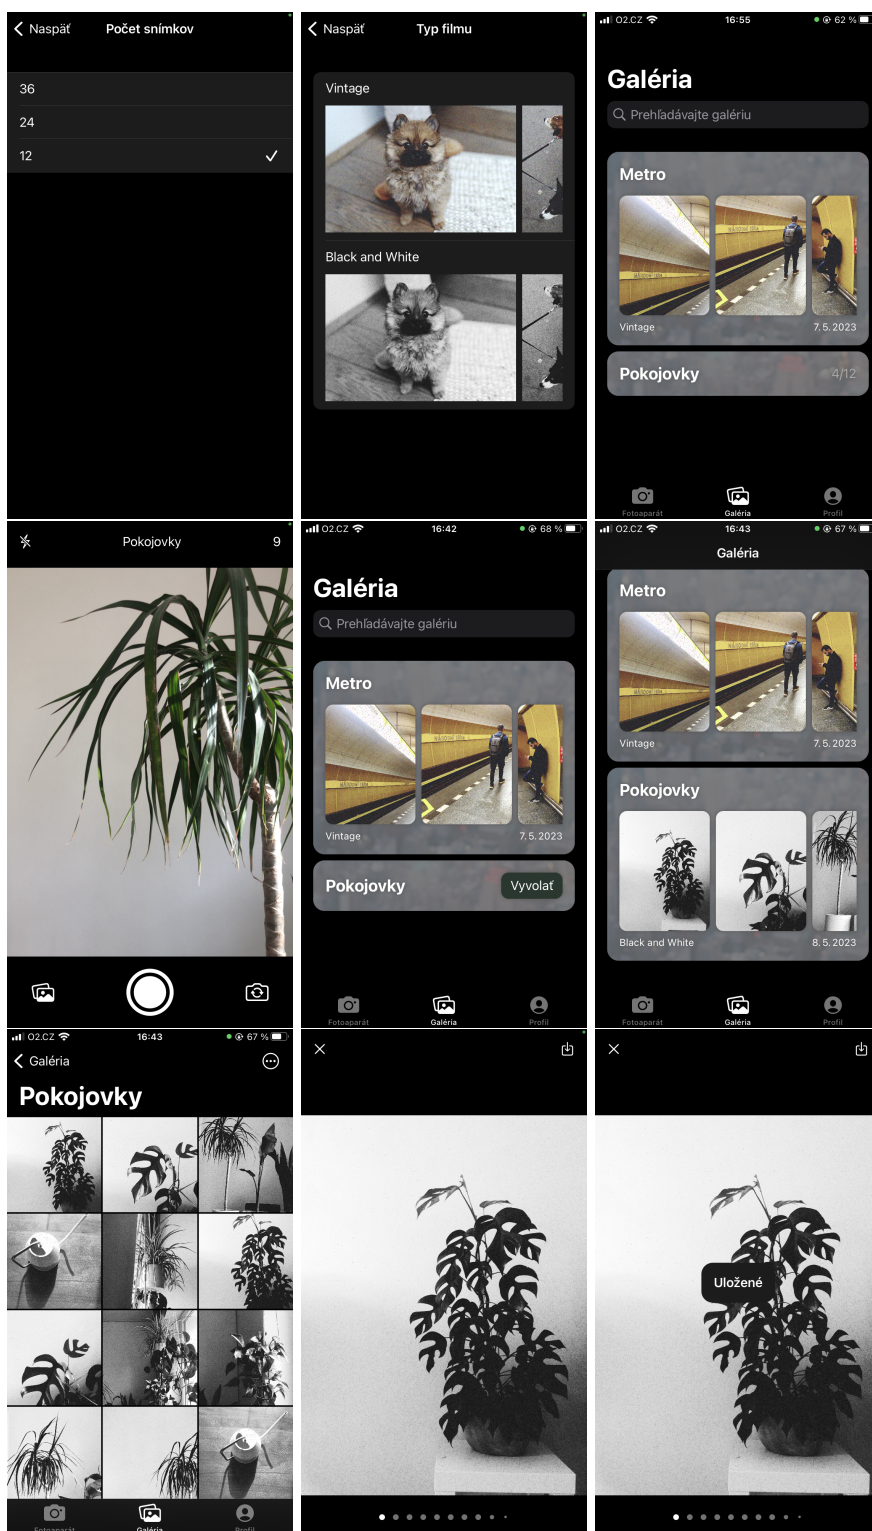 Naspäť
Počet snímkov
36
24
12
Naspäť
Typ filmu
Vintage
Black and White
O2.CZ
16:55
62 %
Galéria
Prehľadávajte galériu
Metro
Vintage
7. 5. 2023
Pokojovky
4/12
Fotoaparát
Galéria
Profil
Pokojovky
9
O2.CZ
16:42
68 %
Galéria
Prehľadávajte galériu
Metro
Vintage
7. 5. 2023
Pokojovky
Vyvolať
Fotoaparát
Galéria
Profil
O2.CZ
16:43
67 %
Galéria
Metro
Vintage
7. 5. 2023
Pokojovky
Black and White
8. 5. 2023
Fotoaparát
Galéria
Profil
O2.CZ
16:43
67 %
Galéria
Pokojovky
Fotoaparát
Galéria
Profil
Uložené